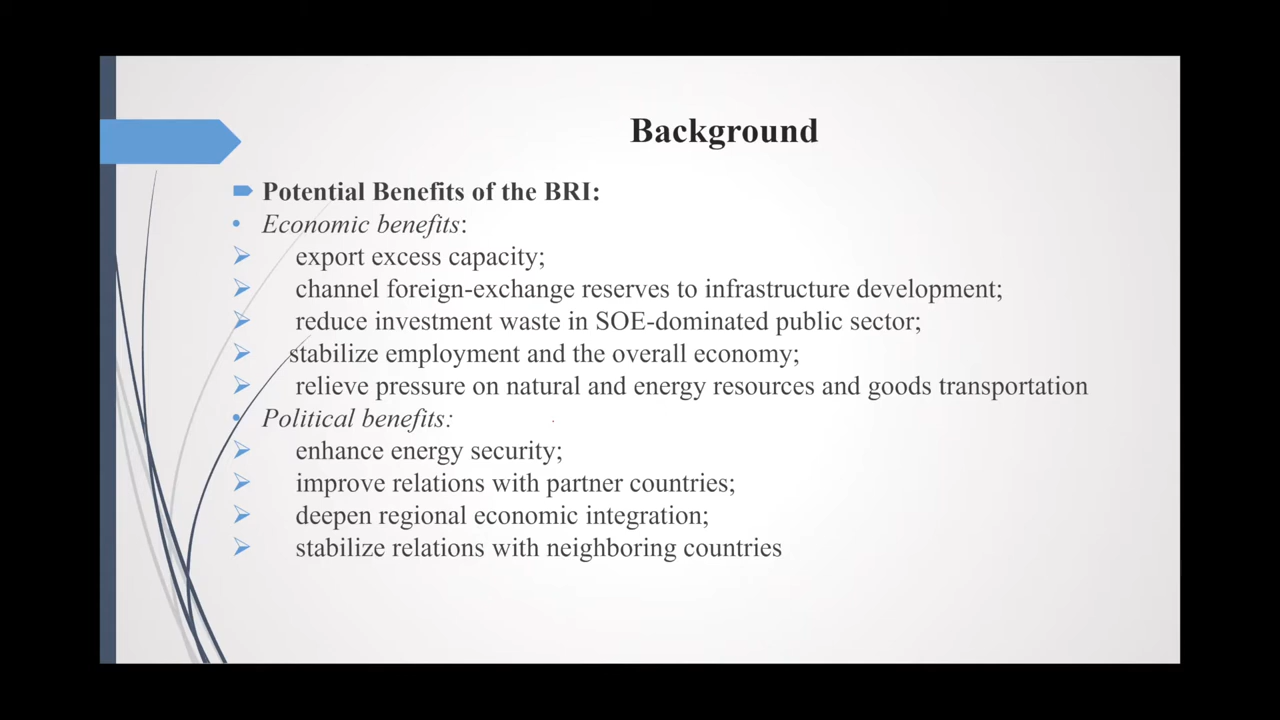 Background
Potential Benefits of the BRI:
Economic benefits:
export excess capacity;
channel foreign-exchange reserves to infrastructure development;
reduce investment waste in SOE-dominated public sector;
stabilize employment and the overall economy;
relieve pressure on natural and energy resources and goods transportation
Political benefits:
enhance energy security;
improve relations with partner countries;
deepen regional economic integration;
stabilize relations with neighboring countries